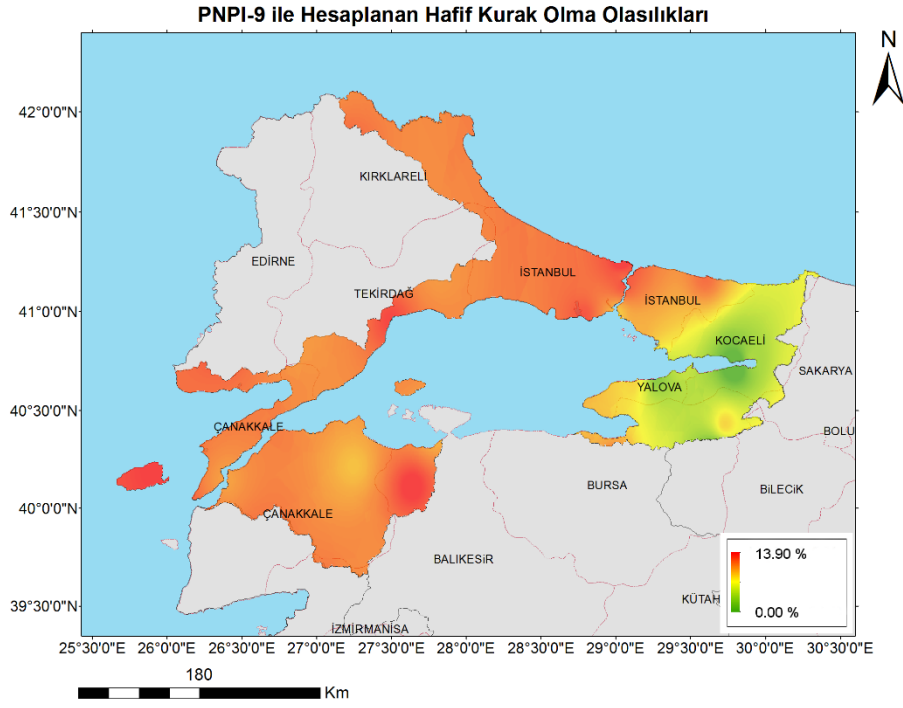 PNPI-9 ile Hesaplanan Hafif Kurak Olma Olasılıkları
N
42°0'0"N
41°30'0"N
41°0'0"N
40°30'0"N
40°0'0"N
39°30'0"N
KIRKLARELİ
EDİRNE
İSTANBUL
TEKİRDAĞ
İSTANBUL
KOCAELİ
SAKARYA
YALOVA
ÇANAKKALE
BOLU
BURSA
BİLECİK
ÇANAKKALE
BALIKESİR
KÜTAH
İZMİRMANİSA
13.90 %
0.00 %
25°30'0"E 26°0'0"E 26°30'0"E 27°0'0"E 27°30'0"E 28°0'0"E 28°30'0"E 29°0'0"E 29°30'0"E 30°0'0"E 30°30'0"E
180
Km